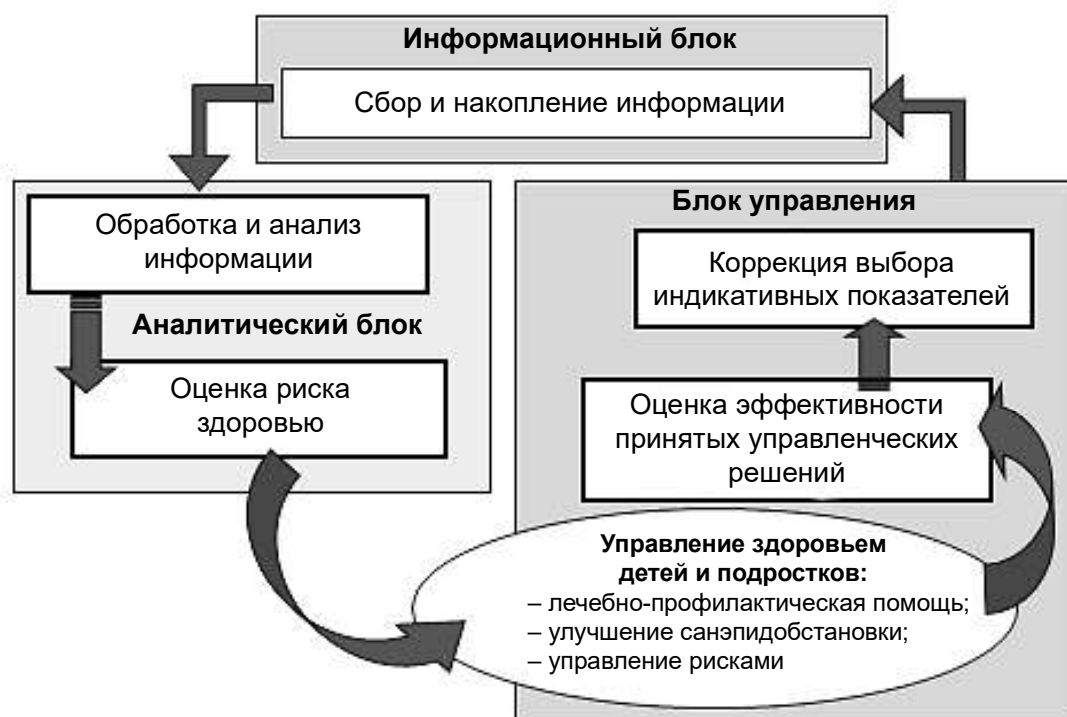 Информационный блок
Сбор и накопление информации
Обработка и анализ
информации
Аналитический блок
Оценка риска
здоровью
Блок управления
Коррекция выбора
индикативных показателей
Оценка эффективности
принятых управленческих
решений
Управление здоровьем
детей и подростков:
– лечебно-профилактическая помощь;
– улучшение санэпидобстановки;
– управление рисками